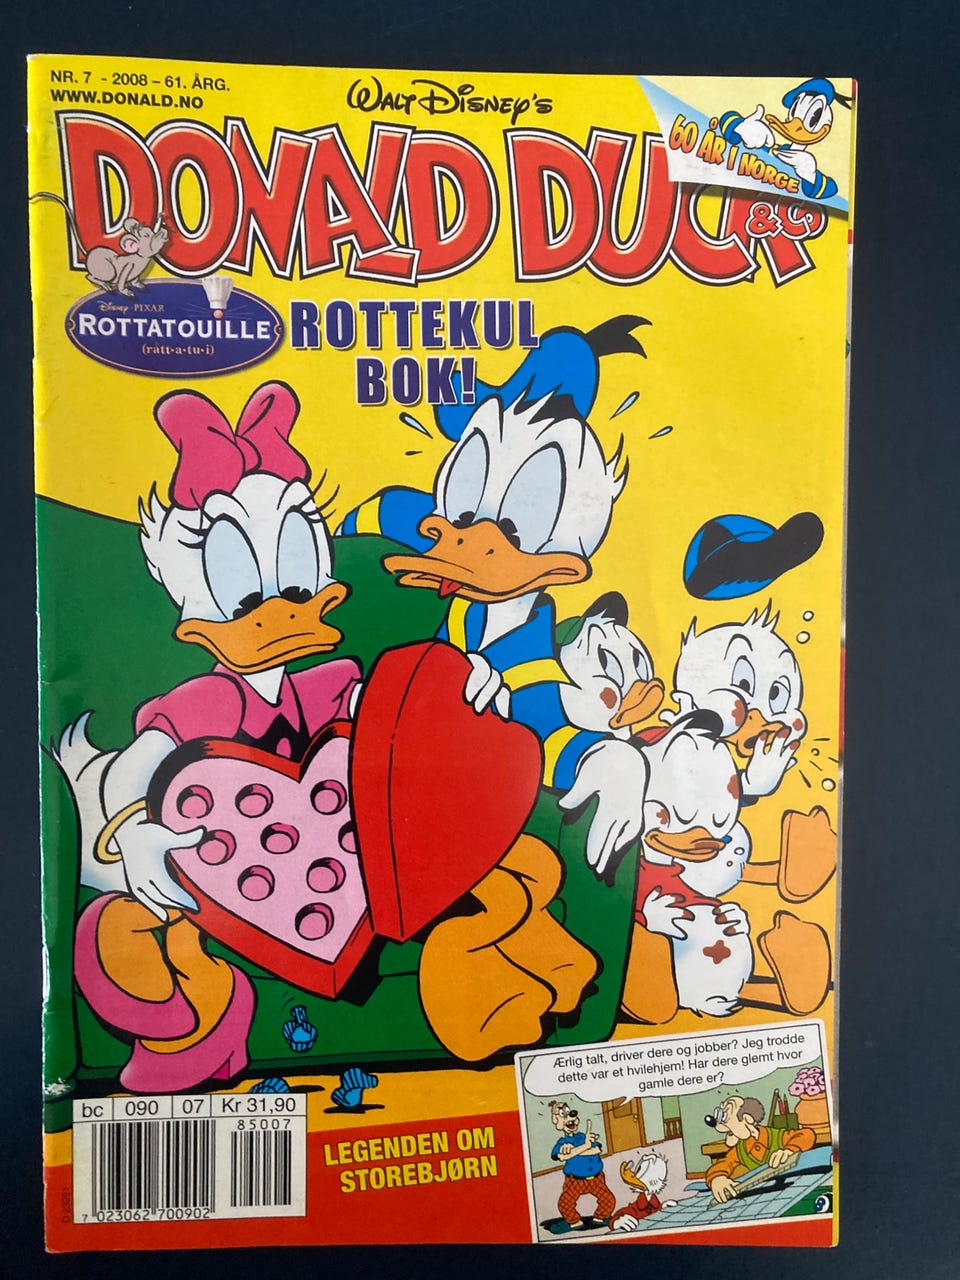 NR. 7 - 2008 – 61. ÅRG.
WWW.DONALD.NO
WALT DISNEY'S
DONALD DUCK
& CO
60 ÅR I NORGE
Disney · PIXAR
ROTTATOUILLE
(ratt·a·tu·i)
ROTTEKUL
BOK!
Ærlig talt, driver dere og jobber? Jeg trodde
dette var et hvilehjem! Har dere glemt hvor
gamle dere er?
bc 090 07 Kr 31,90
85007
7 023062 700902
LEGENDEN OM
STOREBJØRN